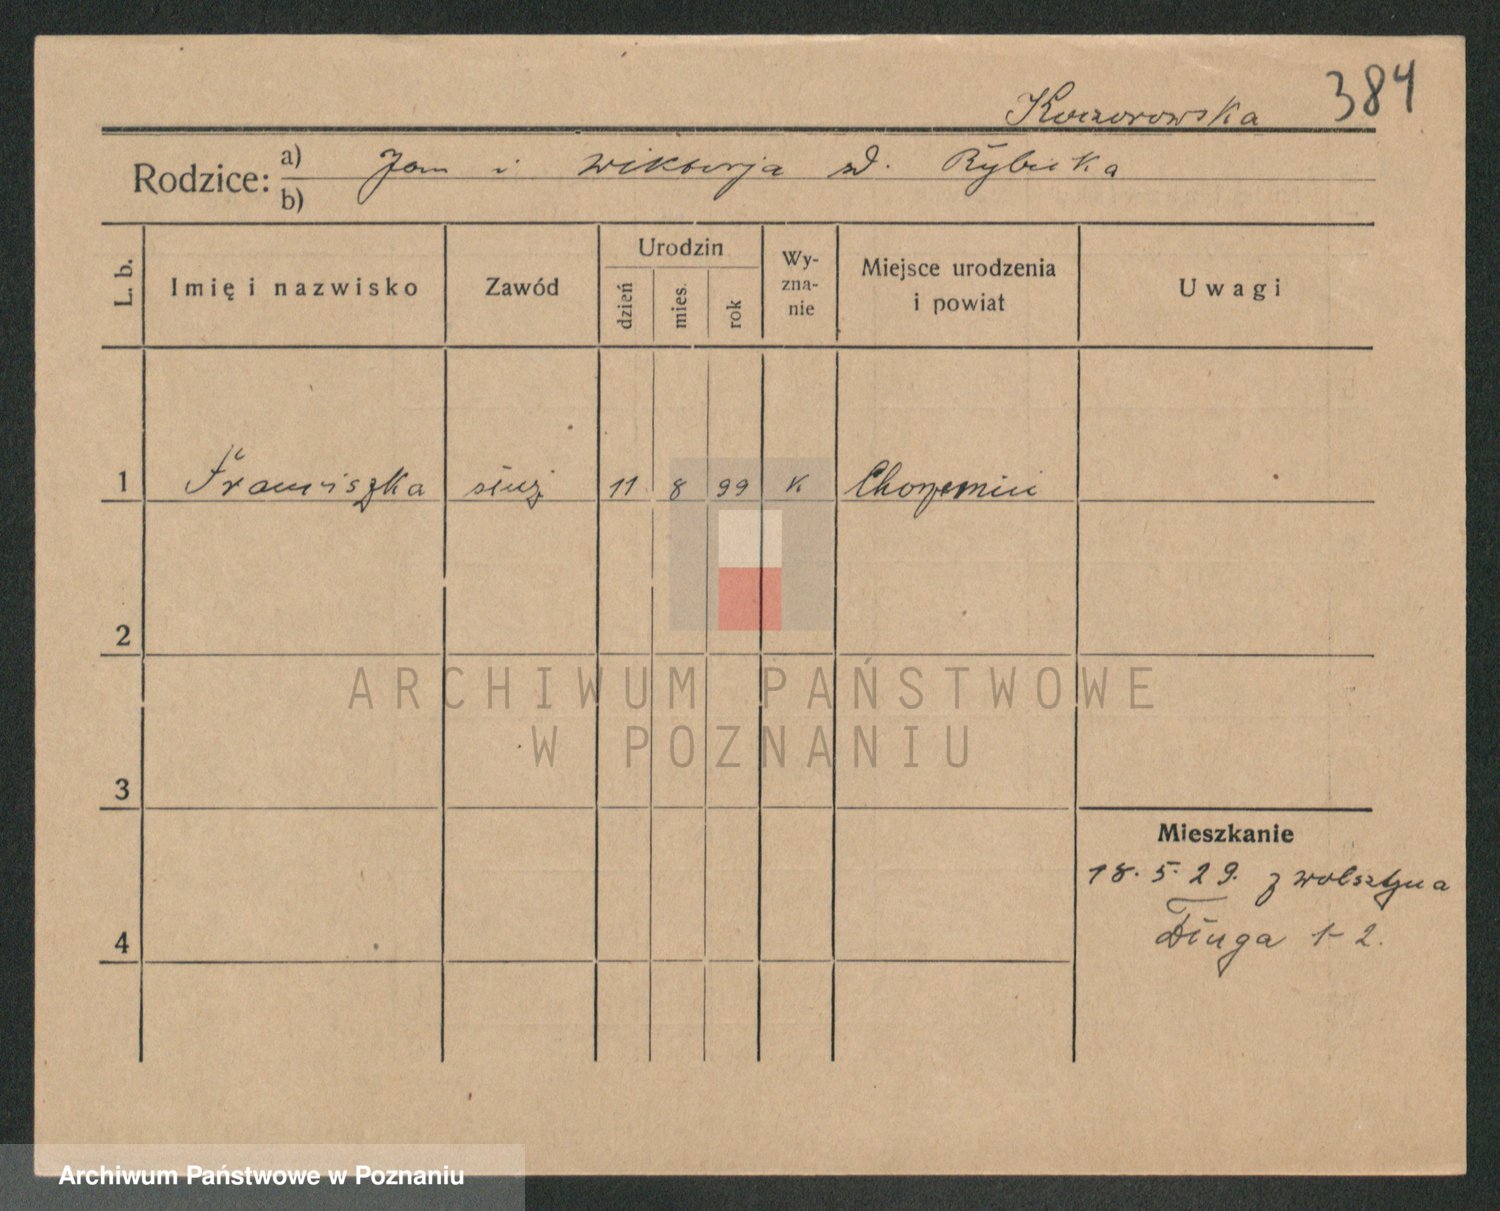 384
Koczorowska
Rodzice: a) Jan i Wiktorja zd. Rybicka
b)
L. b.
Imię i nazwisko
Zawód
Urodzin
dzień
mies.
rok
Wy-
zna-
nie
Miejsce urodzenia
i powiat
Uwagi
1 Franciszka służ 11 8 99 K
2
3
4
Mieszkanie
18. 5. 29. z Wolsztyna
Długa 1-2.
ARCHIWUM PAŃSTWOWE
W POZNANIU
Archiwum Państwowe w Poznaniu